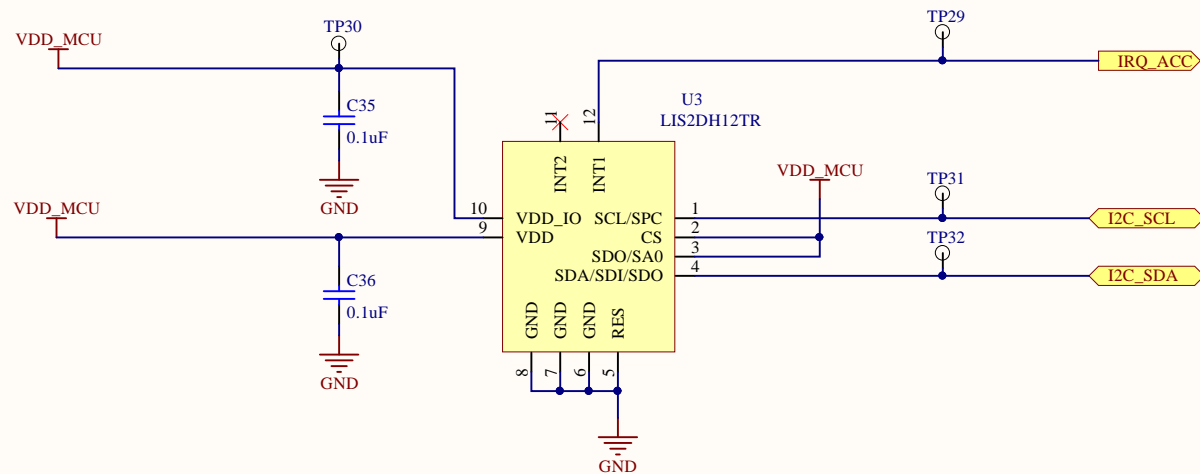 TP29
TP30
VDD_MCU
IRQ_ACC
C35
0.1uF
U3
LIS2DH12TR
11
12
INT2
INT1
GND
VDD_MCU
TP31
VDD_MCU
10
VDD_IO
SCL/SPC
1
I2C_SCL
9
VDD
CS
2
TP32
SDO/SA0
3
SDA/SDI/SDO
4
I2C_SDA
C36
0.1uF
GND
GND
GND
RES
8
7
6
5
GND
GND